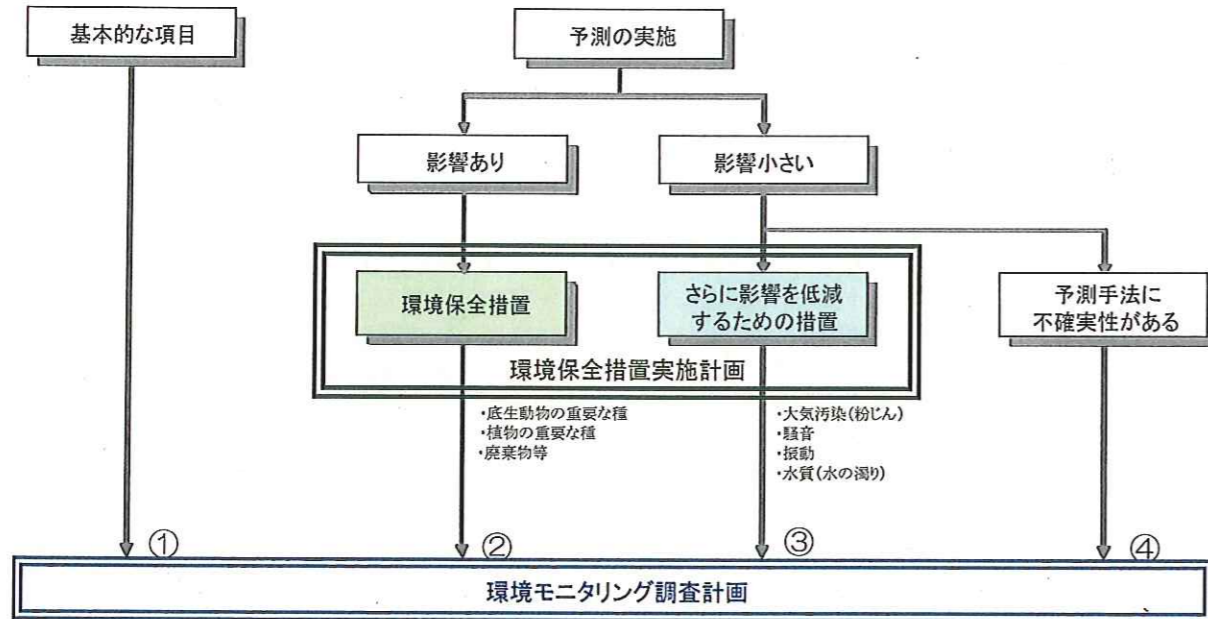 基本的な項目
予測の実施
影響あり
影響小さい
環境保全措置
さらに影響を低減
するための措置
予測手法に
不確実性がある
環境保全措置実施計画
・底生動物の重要な種
・植物の重要な種
・廃棄物等
・大気汚染(粉じん)
・騒音
・振動
・水質(水の濁り)
①
②
③
④
環境モニタリング調査計画